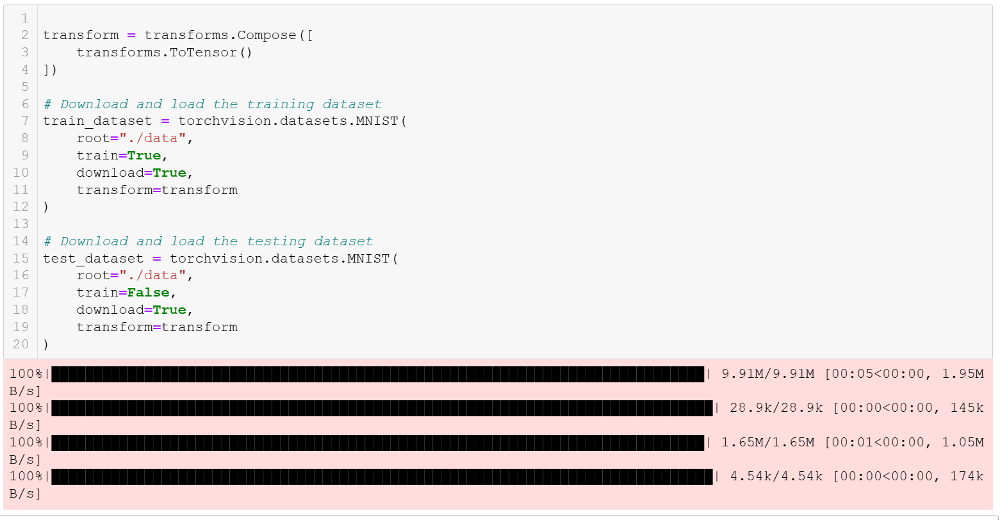 1
2 transform = transforms.Compose([
3     transforms.ToTensor()
4 ])
5
6 # Download and load the training dataset
7 train_dataset = torchvision.datasets.MNIST(
8     root="./data",
9     train=True,
10     download=True,
11     transform=transform
12 )
13
14 # Download and load the testing dataset
15 test_dataset = torchvision.datasets.MNIST(
16     root="./data",
17     train=False,
18     download=True,
19     transform=transform
20 )
100%|██████████| 9.91M/9.91M [00:05<00:00, 1.95M
B/s]
100%|██████████| 28.9k/28.9k [00:00<00:00, 145k
B/s]
100%|██████████| 1.65M/1.65M [00:01<00:00, 1.05M
B/s]
100%|██████████| 4.54k/4.54k [00:00<00:00, 174k
B/s]